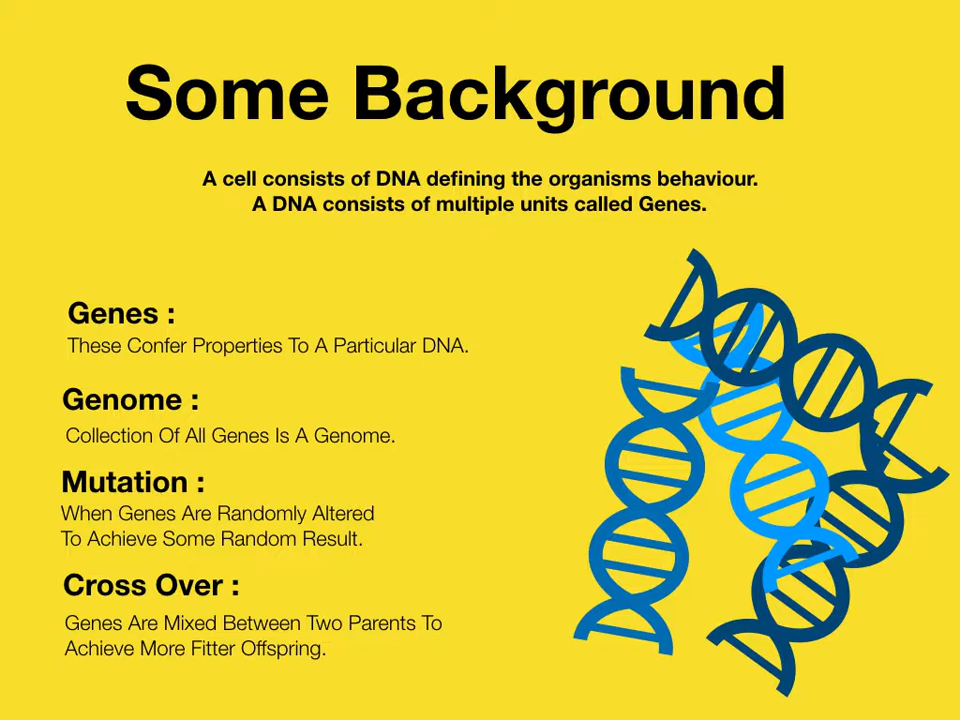 Some Background
A cell consists of DNA defining the organisms behaviour.
A DNA consists of multiple units called Genes.
Genes :
These Confer Properties To A Particular DNA.
Genome :
Collection Of All Genes Is A Genome.
Mutation :
When Genes Are Randomly Altered
To Achieve Some Random Result.
Cross Over :
Genes Are Mixed Between Two Parents To
Achieve More Fitter Offspring.